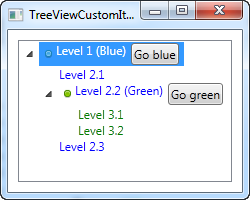 TreeViewCustomIt...
Level 1 (Blue) Go blue
Level 2.1
Level 2.2 (Green) Go green
Level 3.1
Level 3.2
Level 2.3